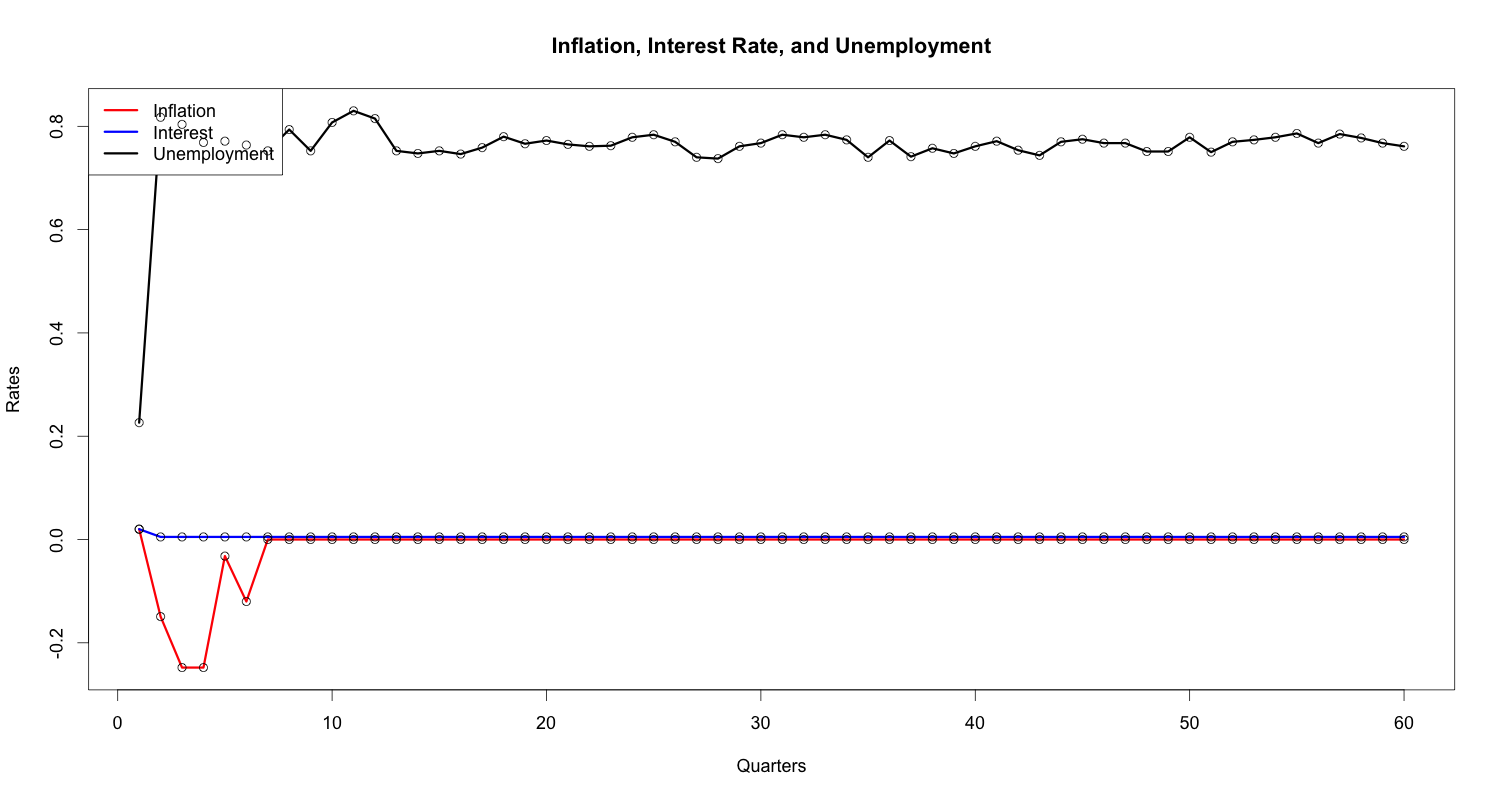 Inflation, Interest Rate, and Unemployment
Inflation
Interest
Unemployment
Rates
0.8
0.6
0.4
0.2
0.0
-0.2
0 10 20 30 40 50 60
Quarters